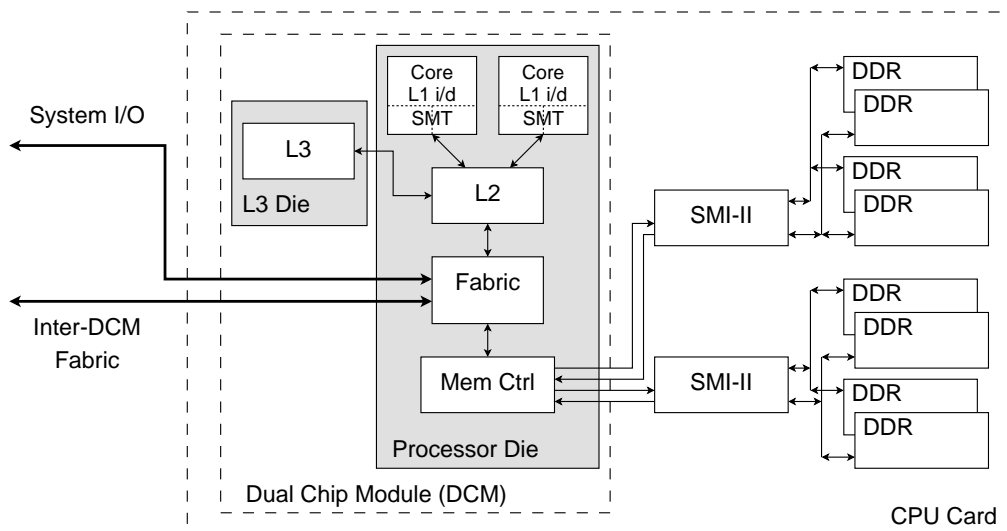 System I/O
Inter-DCM
Fabric
L3
L3 Die
Core
L1 i/d
SMT
Core
L1 i/d
SMT
L2
Fabric
Mem Ctrl
Processor Die
Dual Chip Module (DCM)
SMI-II
SMI-II
DDR
DDR
DDR
DDR
DDR
DDR
DDR
DDR
CPU Card